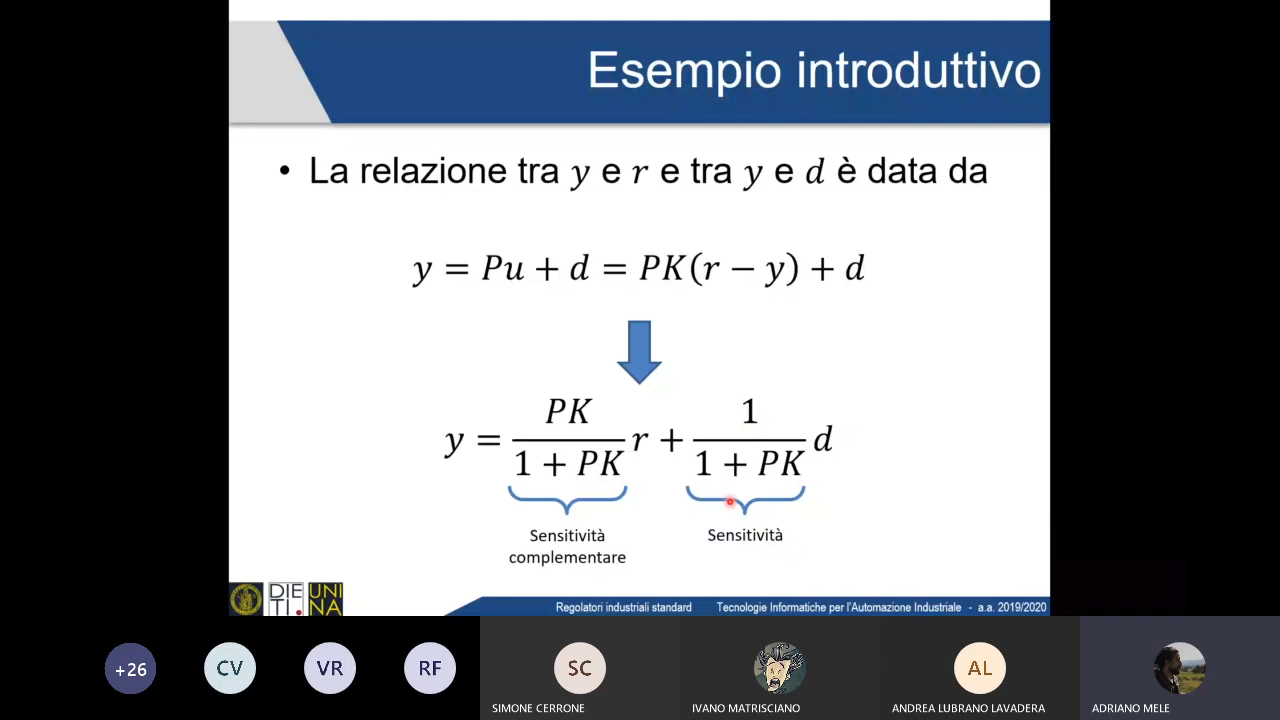 Esempio introduttivo
• La relazione tra y e r e tra y e d è data da
y = Pu + d = PK(r − y) + d
y = PK / (1 + PK) r + 1 / (1 + PK) d
Sensitività complementare
Sensitività
DIE TI. UNI NA
Regolatori industriali standard Tecnologie Informatiche per l'Automazione Industriale - a.a. 2019/2020
+26 CV VR RF SC AL
SIMONE CERRONE IVANO MATRISCIANO ANDREA LUBRANO LAVADERA ADRIANO MELE